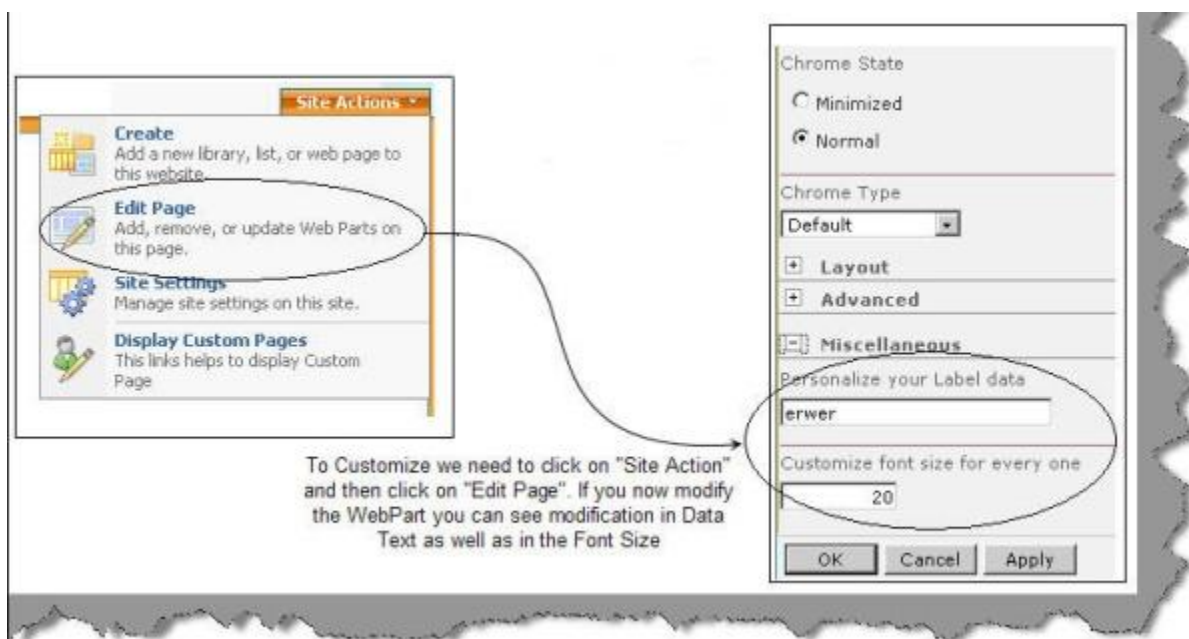 Site Actions
Create
Add a new library, list, or web page to
this website.
Edit Page
Add, remove, or update Web Parts on
this page.
Site Settings
Manage site settings on this site.
Display Custom Pages
This links helps to display Custom
Page
To Customize we need to click on "Site Action"
and then click on "Edit Page". If you now modify
the WebPart you can see modification in Data
Text as well as in the Font Size
Chrome State
Minimized
Normal
Chrome Type
Default
Layout
Advanced
Miscellaneous
Personalize your Label data
erwer
Customize font size for every one
20
OK
Cancel
Apply